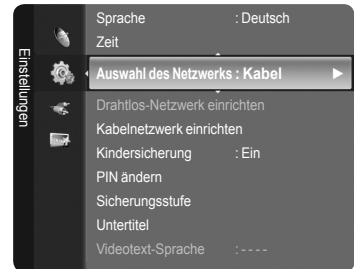 Einstellungen
Sprache : Deutsch
Zeit
Auswahl des Netzwerks : Kabel
Drahtlos-Netzwerk einrichten
Kabelnetzwerk einrichten
Kindersicherung : Ein
PIN ändern
Sicherungsstufe
Untertitel
Videotext-Sprache : - - - -